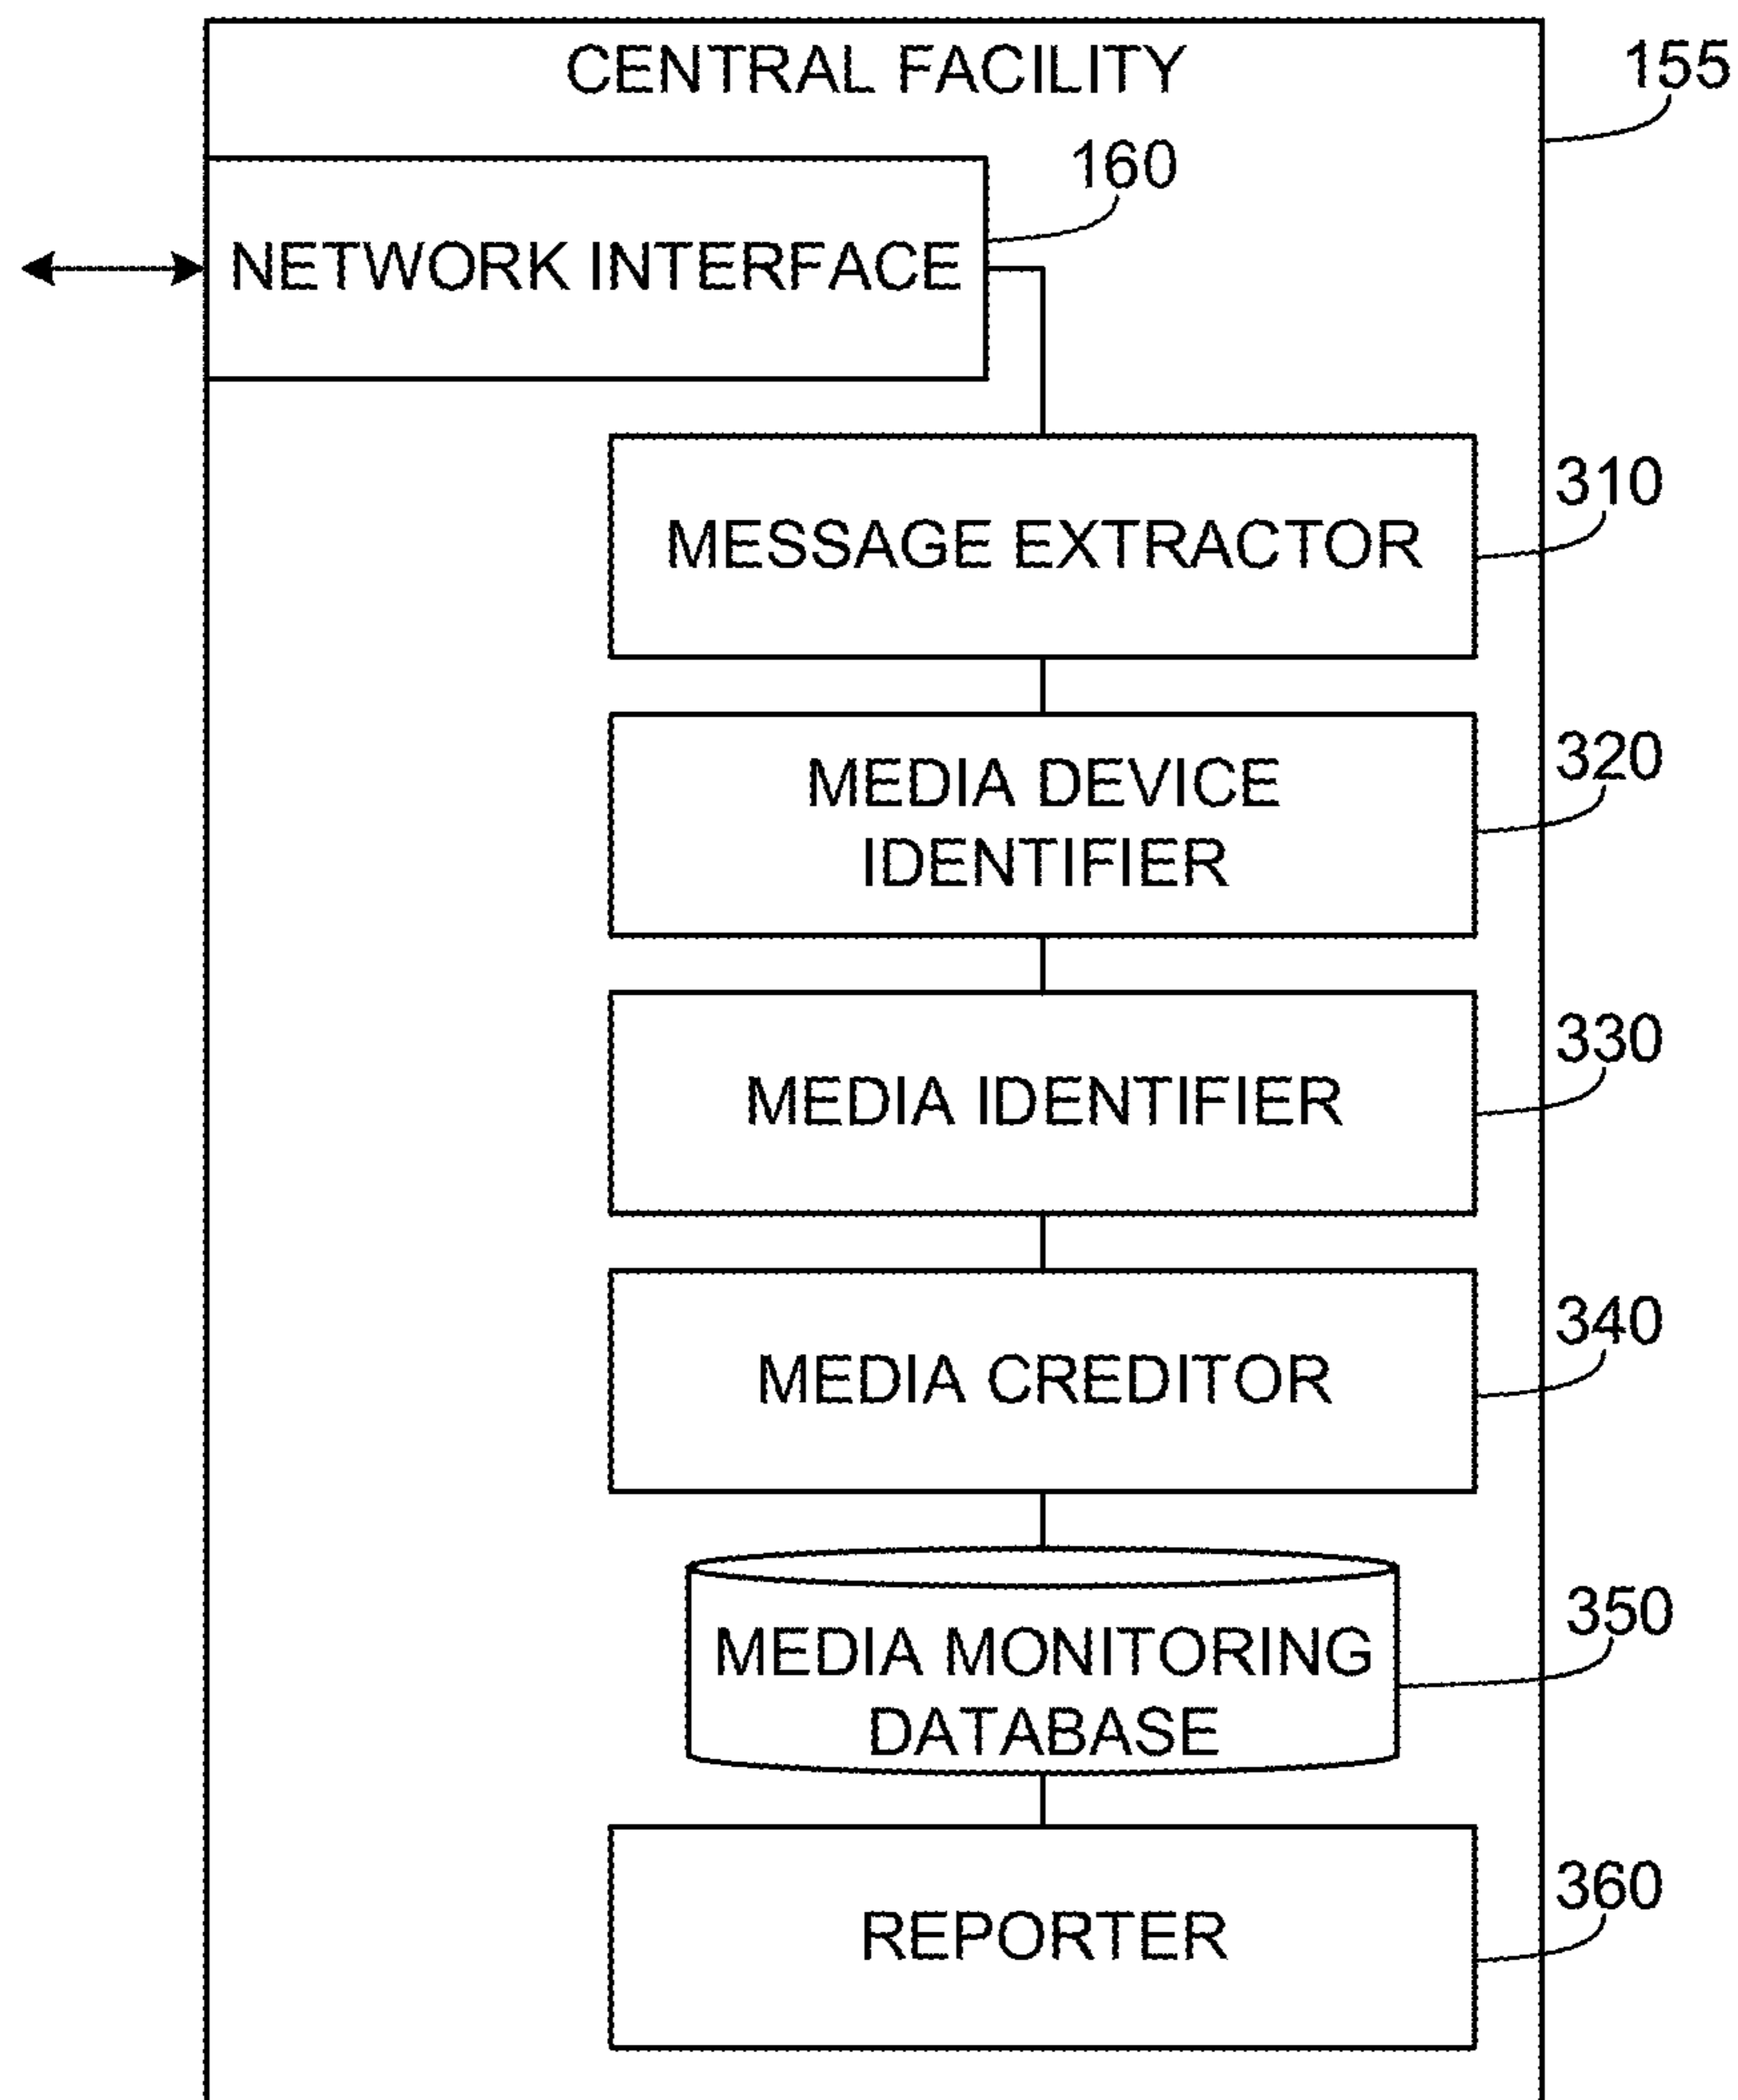 CENTRAL FACILITY
155
160
NETWORK INTERFACE
310
MESSAGE EXTRACTOR
320
MEDIA DEVICE
IDENTIFIER
330
MEDIA IDENTIFIER
340
MEDIA CREDITOR
350
MEDIA MONITORING
DATABASE
360
REPORTER